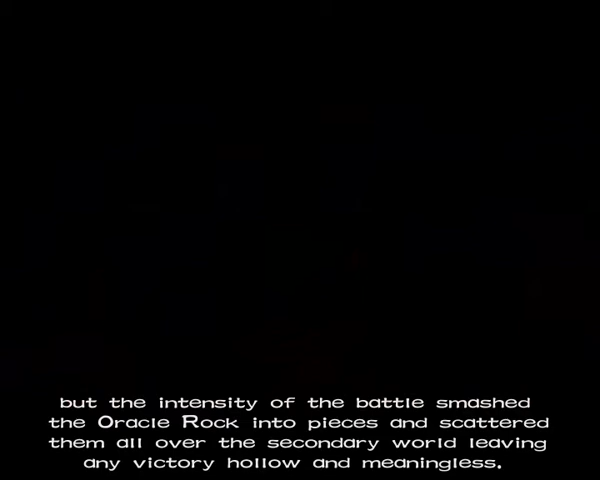 but the intensity of the battle smashed
the Oracle Rock into pieces and scattered
them all over the secondary world leaving
any victory hollow and meaningless.